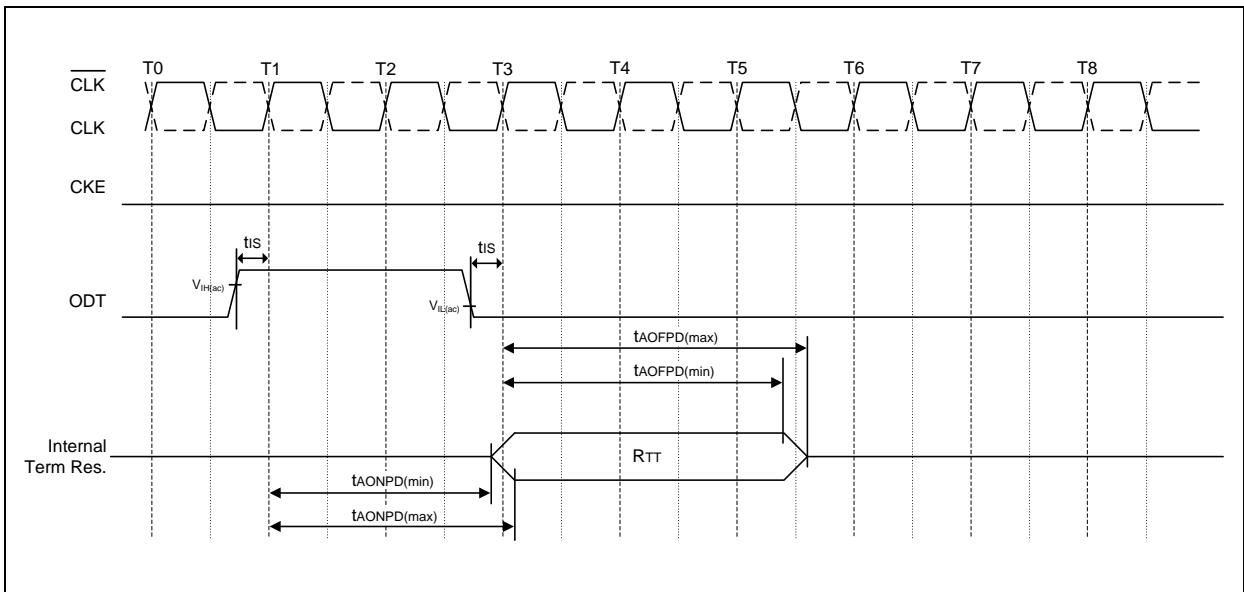 T0 T1 T2 T3 T4 T5 T6 T7 T8
CLK
CLK
CKE
tIS tIS
VIH(ac)
ODT
VIL(ac)
tAOFPD(max)
tAOFPD(min)
Internal
Term Res.
RTT
tAONPD(min)
tAONPD(max)